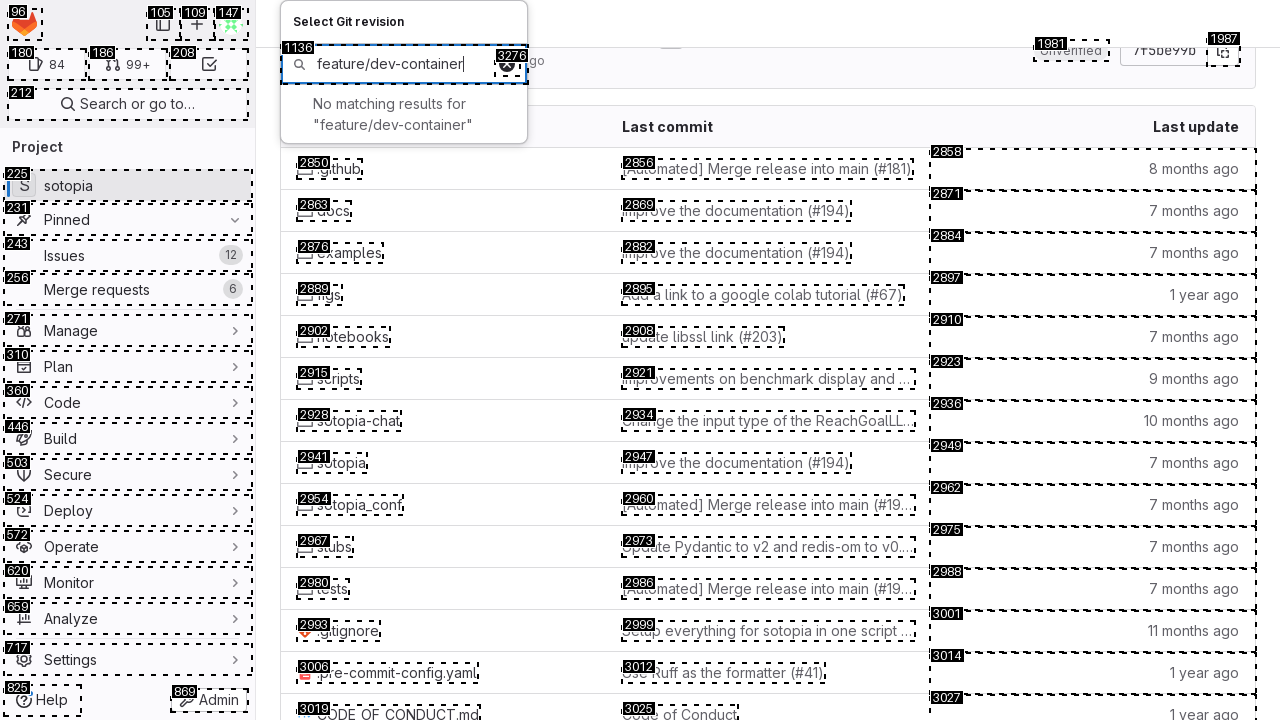 96
105
109
147
180
84
186
99+
208
212
Search or go to…
Project
225
S
sotopia
231
Pinned
243
Issues
12
256
Merge requests
6
271
Manage
310
Plan
360
Code
446
Build
503
Secure
524
Deploy
572
Operate
620
Monitor
659
Analyze
717
Settings
825
Help
869
Admin
Select Git revision
1136
feature/dev-container
3276
No matching results for
"feature/dev-container"
ago
1981
Unverified
7f5be99b
1987
Last commit
Last update
2850
.github
2856
[Automated] Merge release into main (#181)
2858
8 months ago
2863
docs
2869
Improve the documentation (#194)
2871
7 months ago
2876
examples
2882
Improve the documentation (#194)
2884
7 months ago
2889
figs
2895
Add a link to a google colab tutorial (#67)
2897
1 year ago
2902
notebooks
2908
update libssl link (#203)
2910
7 months ago
2915
scripts
2921
Improvements on benchmark display and …
2923
9 months ago
2928
sotopia-chat
2934
Change the input type of the ReachGoalLL…
2936
10 months ago
2941
sotopia
2947
Improve the documentation (#194)
2949
7 months ago
2954
sotopia_conf
2960
[Automated] Merge release into main (#19…
2962
7 months ago
2967
stubs
2973
Update Pydantic to v2 and redis-om to v0.…
2975
7 months ago
2980
tests
2986
[Automated] Merge release into main (#19…
2988
7 months ago
2993
.gitignore
2999
Setup everything for sotopia in one script …
3001
11 months ago
3006
.pre-commit-config.yaml
3012
Use Ruff as the formatter (#41)
3014
1 year ago
3019
CODE_OF_CONDUCT.md
3025
Code of Conduct
3027
1 year ago